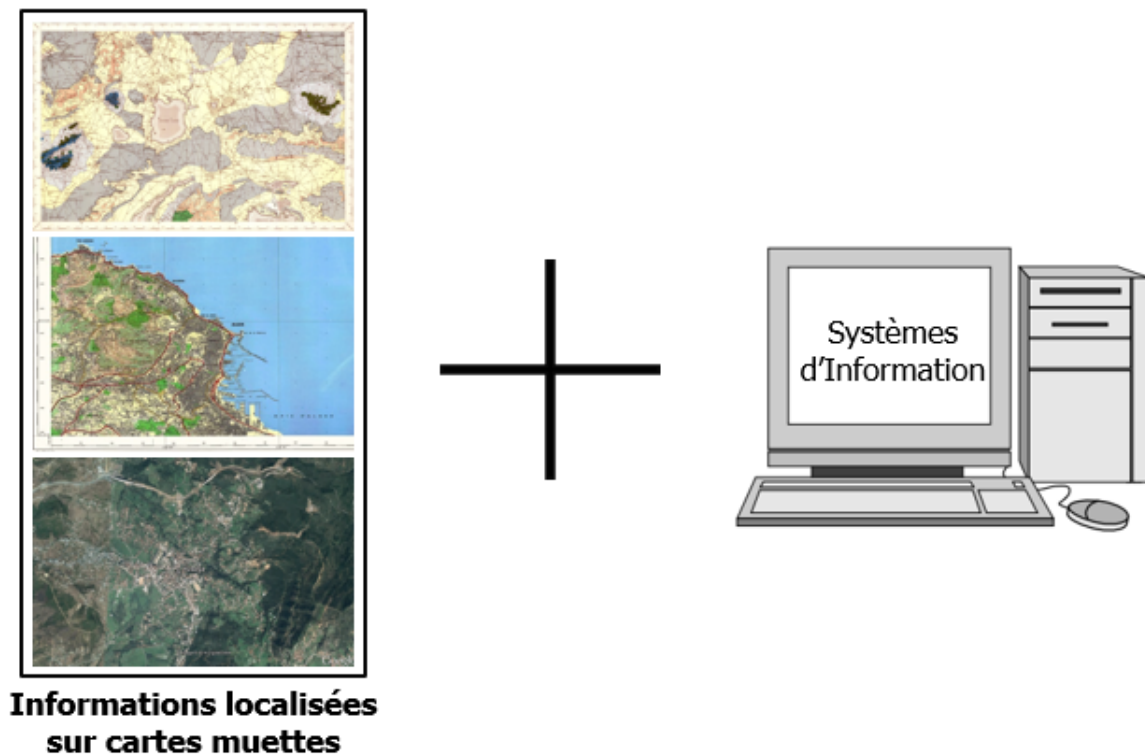 Systèmes
d'Information
Informations localisées
sur cartes muettes